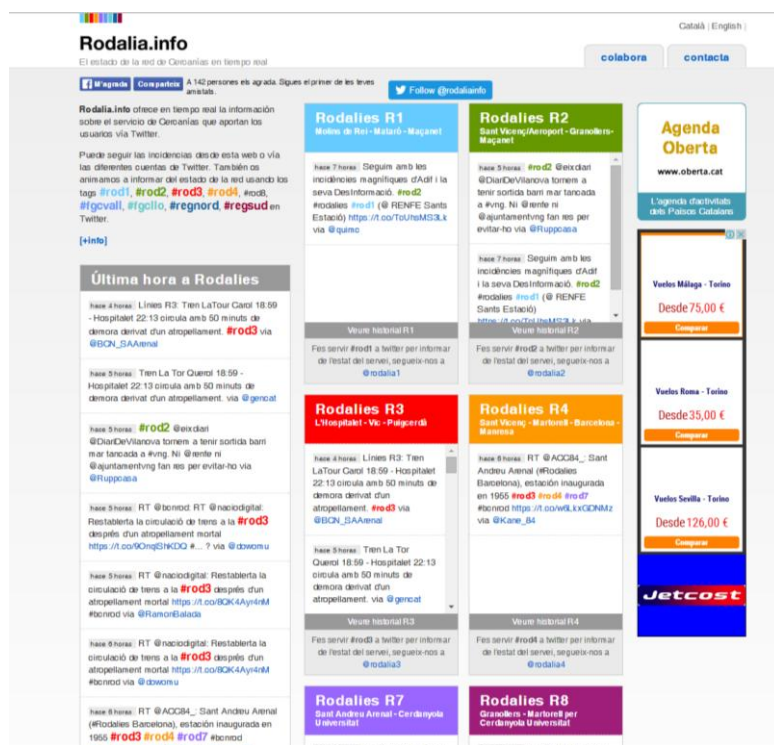 Català | English |
Rodalia.info
El estado de la red de Cercanías en tiempo real
colabora
contacta
M'agrada
Comparteix
A 142 persones els agrada. Sigues el primer de les teves
amistats.
Follow @rodaliainfo
Rodalia.info ofrece en tiempo real la información
sobre el servicio de Cercanías que aportan los
usuarios vía Twitter.
Puede seguir las incidencias desde esta web o vía
las diferentes cuentas de Twitter. También os
animamos a informar del estado de la red usando los
tags #rod1, #rod2, #rod3, #rod4, #rod8,
#fgcvall, #fgcllo, #regnord, #regsud en
Twitter.
[+info]
Última hora a Rodalies
hace 4 horas Línies R3: Tren LaTour Carol 18:59
- Hospitalet 22:13 circula amb 50 minuts de
demora derivat d'un atropellament. #rod3 via
@BCN_SAArenal
hace 5 horas Tren La Tor Querol 18:59 -
Hospitalet 22:13 circula amb 50 minuts de
demora derivat d'un atropellament. via @gencat
hace 5 horas #rod2 @eixdiari
@DiariDeVilanova tornem a tenir sortida barri
mar tancada a #vng. Ni @renfe ni
@ajuntamentvng fan res per evitar-ho via
@Ruppoasa
hace 5 horas RT @bonrod: RT @naciodigital:
Restablerta la circulació de trens a la #rod3
després d'un atropellament mortal
https://t.co/9OnqlShKDQ #... ? via @dowomu
hace 5 horas RT @naciodigital: Restablerta la
circulació de trens a la #rod3 després d'un
atropellament mortal https://t.co/8QK4Ayr4nM
#bcnrod via @RamonBalada
hace 6 horas RT @naciodigital: Restablerta la
circulació de trens a la #rod3 després d'un
atropellament mortal https://t.co/8QK4Ayr4nM
#bcnrod via @dowomu
hace 6 horas RT @ACC84_: Sant Andreu Arenal
(#Rodalies Barcelona), estación inaugurada en
1955 #rod3 #rod4 #rod7 #bcnrod
Rodalies R1
Molins de Rei - Mataró - Maçanet
hace 7 horas Seguim amb les
incidències magnífiques d'Adif i la
seva DesInformació. #rod2
#rodalies #rod1 (@ RENFE Sants
Estació) https://t.co/ToUhsMS3Lk
via @quimo
Veure historial R1
Fes servir #rod1 a twitter per informar
de l'estat del servei, segueix-nos a
@rodalia1
Rodalies R2
Sant Vicenç/Aeroport - Granollers-
Maçanet
hace 5 horas #rod2 @eixdiari
@DiariDeVilanova tornem a
tenir sortida barri mar tancada
a #vng. Ni @renfe ni
@ajuntamentvng fan res per
evitar-ho via @Ruppoasa
hace 7 horas Seguim amb les
incidències magnífiques d'Adif
i la seva DesInformació. #rod2
#rodalies #rod1 (@ RENFE
Sants Estació)
https://t.co/ToUhsMS3Lk via
Veure historial R2
Fes servir #rod2 a twitter per informar
de l'estat del servei, segueix-nos a
@rodalia2
Rodalies R3
L'Hospitalet - Vic - Puigcerdà
hace 4 horas Línies R3: Tren
LaTour Carol 18:59 - Hospitalet
22:13 circula amb 50 minuts de
demora derivat d'un
atropellament. #rod3 via
@BCN_SAArenal
hace 5 horas Tren La Tor
Querol 18:59 - Hospitalet 22:13
circula amb 50 minuts de
demora derivat d'un
atropellament. via @gencat
Veure historial R3
Fes servir #rod3 a twitter per informar
de l'estat del servei, segueix-nos a
@rodalia3
Rodalies R4
Sant Vicenç - Martorell - Barcelona -
Manresa
hace 6 horas RT @ACC84_: Sant
Andreu Arenal (#Rodalies
Barcelona), estación inaugurada
en 1955 #rod3 #rod4 #rod7
#bcnrod https://t.co/w6LkxGDNMz
via @Kane_84
Veure historial R4
Fes servir #rod4 a twitter per informar
de l'estat del servei, segueix-nos a
@rodalia4
Rodalies R7
Sant Andreu Arenal - Cerdanyola
Universitat
Rodalies R8
Granollers - Martorell per
Cerdanyola Universitat
Agenda
Oberta
www.oberta.cat
L'agenda d'activitats
dels Països Catalans
Vuelos Málaga - Torino
Desde 75,00 €
Comparar
Vuelos Roma - Torino
Desde 35,00 €
Comparar
Vuelos Sevilla - Torino
Desde 126,00 €
Comparar
Jetcost